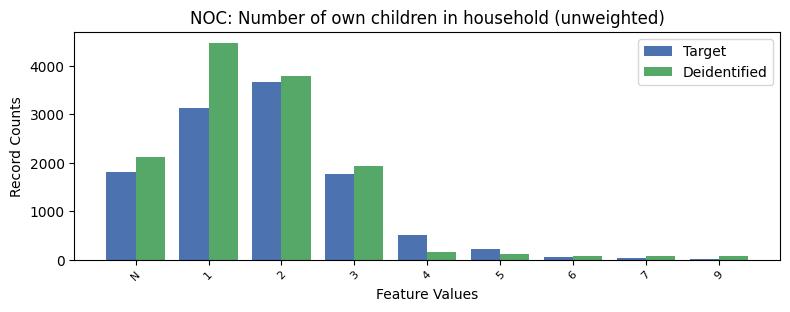 NOC: Number of own children in household (unweighted)
Target
Deidentified
Record Counts
4000
3000
2000
1000
0
N
1
2
3
4
5
6
7
9
Feature Values